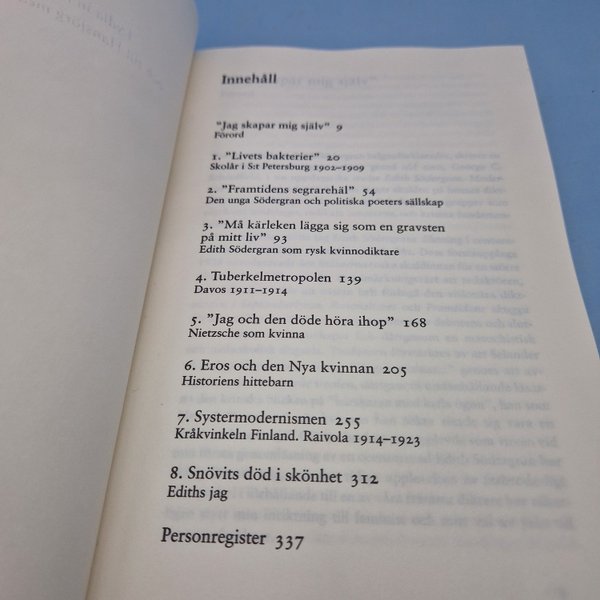 Innehåll
"Jag skapar mig själv" 9
Förord
1. "Livets bakterier" 20
Skolår i S:t Petersburg 1902–1909
2. "Framtidens segrarehäl" 54
Den unga Södergran och politiska poeters sällskap
3. "Må kärleken lägga sig som en gravsten
på mitt liv" 93
Edith Södergran som rysk kvinnodiktare
4. Tuberkelmetropolen 139
Davos 1911–1914
5. "Jag och den döde höra ihop" 168
Nietzsche som kvinna
6. Eros och den Nya kvinnan 205
Historiens hittebarn
7. Systermodernismen 255
Kråkvinkeln Finland. Raivola 1914–1923
8. Snövits död i skönhet 312
Ediths jag
Personregister 337